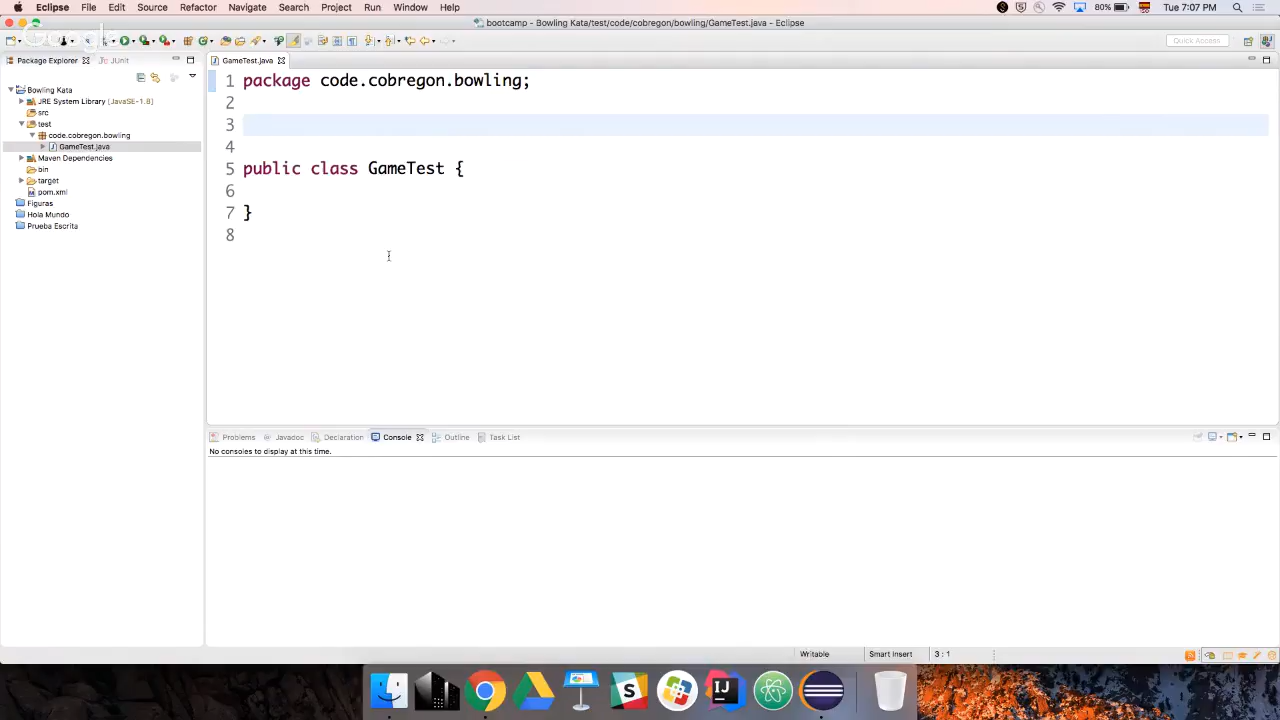 Eclipse File Edit Source Refactor Navigate Search Project Run Window Help 80% Tue 7:07 PM
bootcamp - Bowling Kata/test/code/cobregon/bowling/GameTest.java - Eclipse
Google
Quick Access
Package Explorer JUnit
Bowling Kata
JRE System Library [JavaSE-1.8]
src
test
code.cobregon.bowling
GameTest.java
Maven Dependencies
bin
target
pom.xml
Figuras
Hola Mundo
Prueba Escrita
GameTest.java
1 package code.cobregon.bowling;
2
3
4
5 public class GameTest {
6
7 }
8
Problems Javadoc Declaration Console Outline Task List
No consoles to display at this time.
Writable Smart Insert 3 : 1
S IJ